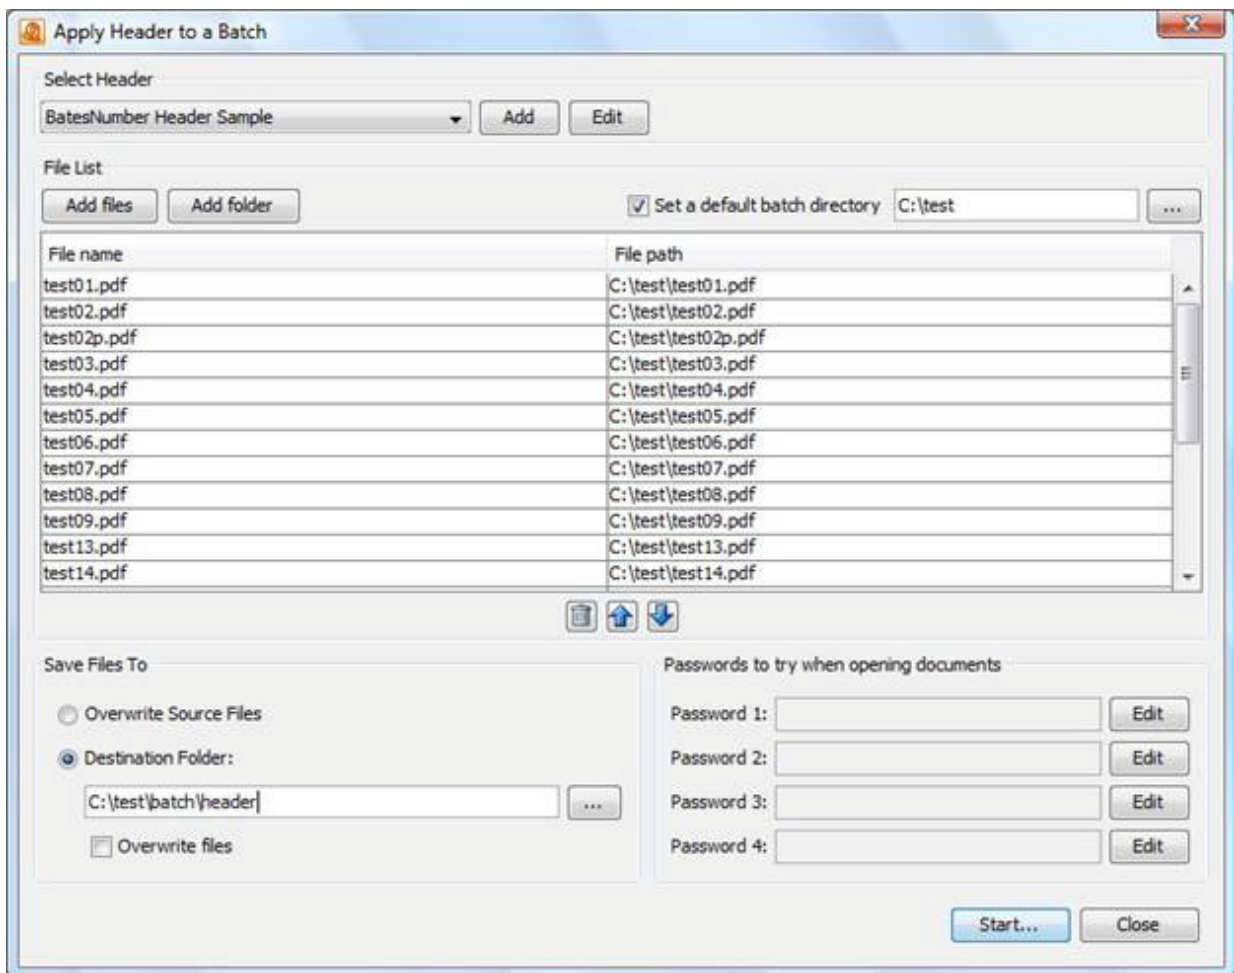 Apply Header to a Batch
Select Header
BatesNumber Header Sample Add Edit
File List
Add files Add folder Set a default batch directory C:\test ...
File name File path
test01.pdf C:\test\test01.pdf
test02.pdf C:\test\test02.pdf
test02p.pdf C:\test\test02p.pdf
test03.pdf C:\test\test03.pdf
test04.pdf C:\test\test04.pdf
test05.pdf C:\test\test05.pdf
test06.pdf C:\test\test06.pdf
test07.pdf C:\test\test07.pdf
test08.pdf C:\test\test08.pdf
test09.pdf C:\test\test09.pdf
test13.pdf C:\test\test13.pdf
test14.pdf C:\test\test14.pdf
Save Files To
Overwrite Source Files
Destination Folder:
C:\test\batch\header ...
Overwrite files
Passwords to try when opening documents
Password 1: Edit
Password 2: Edit
Password 3: Edit
Password 4: Edit
Start... Close